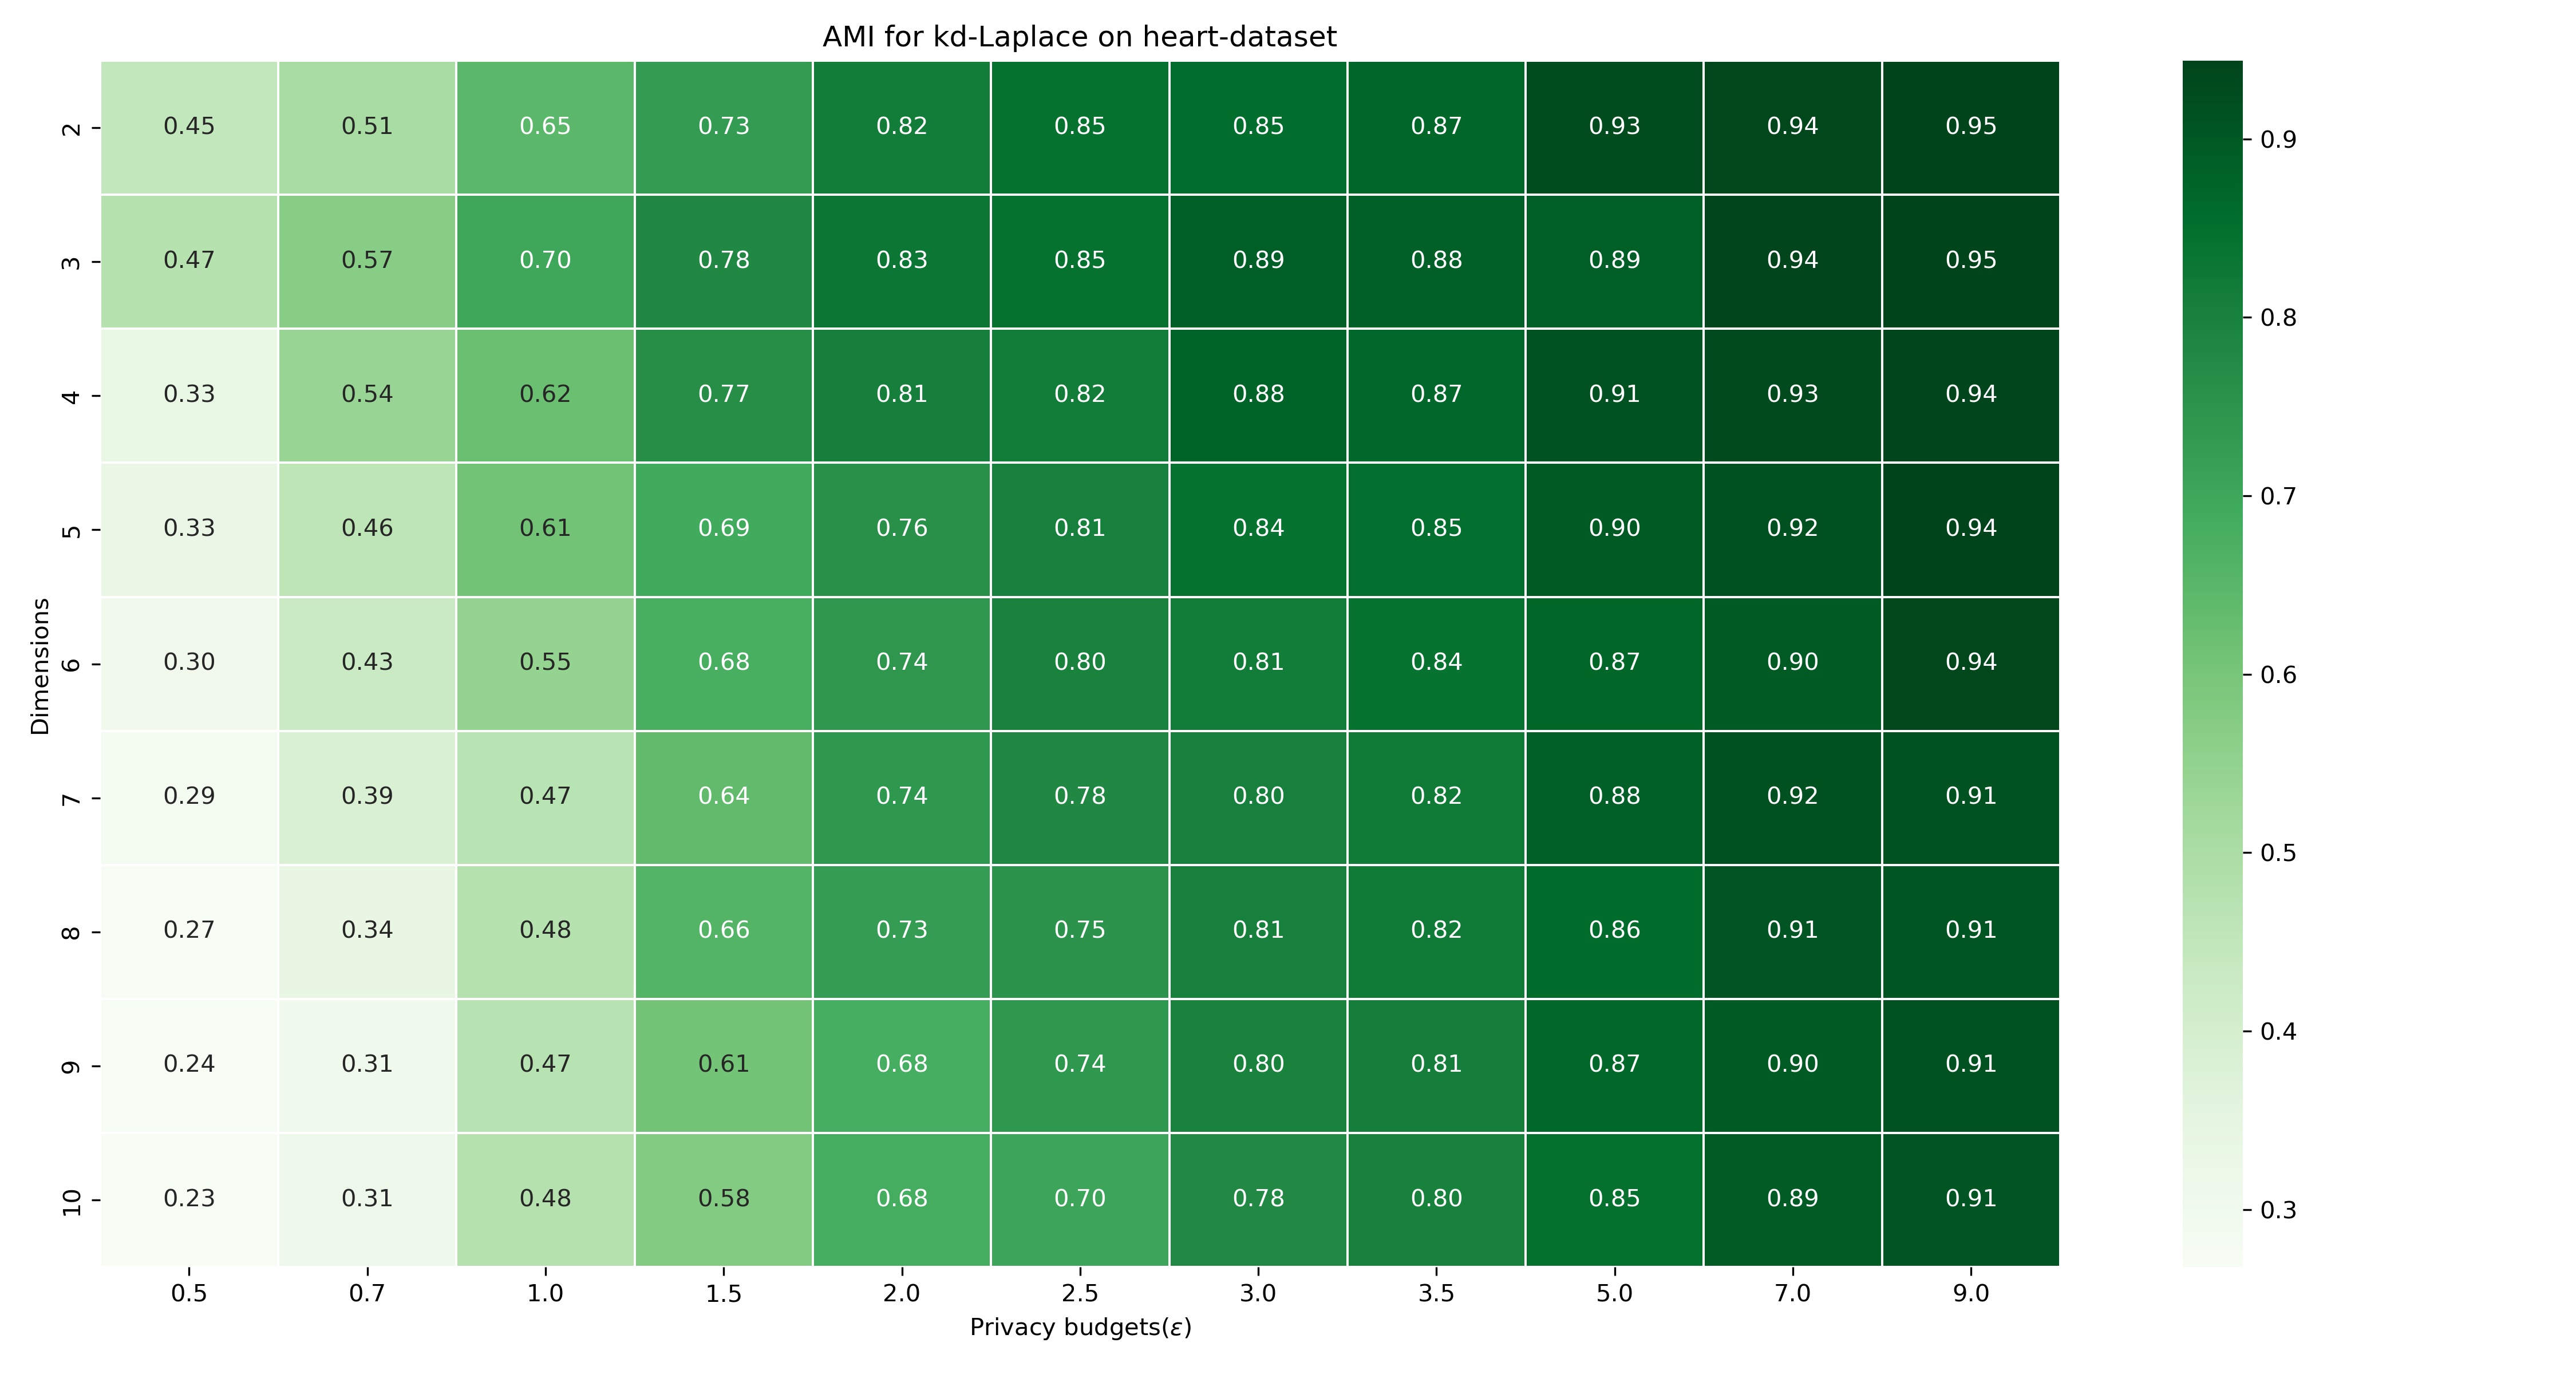 AMI for kd-Laplace on heart-dataset
2 0.45 0.51 0.65 0.73 0.82 0.85 0.85 0.87 0.93 0.94 0.95
3 0.47 0.57 0.70 0.78 0.83 0.85 0.89 0.88 0.89 0.94 0.95
4 0.33 0.54 0.62 0.77 0.81 0.82 0.88 0.87 0.91 0.93 0.94
5 0.33 0.46 0.61 0.69 0.76 0.81 0.84 0.85 0.90 0.92 0.94
6 0.30 0.43 0.55 0.68 0.74 0.80 0.81 0.84 0.87 0.90 0.94
7 0.29 0.39 0.47 0.64 0.74 0.78 0.80 0.82 0.88 0.92 0.91
8 0.27 0.34 0.48 0.66 0.73 0.75 0.81 0.82 0.86 0.91 0.91
9 0.24 0.31 0.47 0.61 0.68 0.74 0.80 0.81 0.87 0.90 0.91
10 0.23 0.31 0.48 0.58 0.68 0.70 0.78 0.80 0.85 0.89 0.91
0.5 0.7 1.0 1.5 2.0 2.5 3.0 3.5 5.0 7.0 9.0
Privacy budgets(ε)
Dimensions
0.9
0.8
0.7
0.6
0.5
0.4
0.3